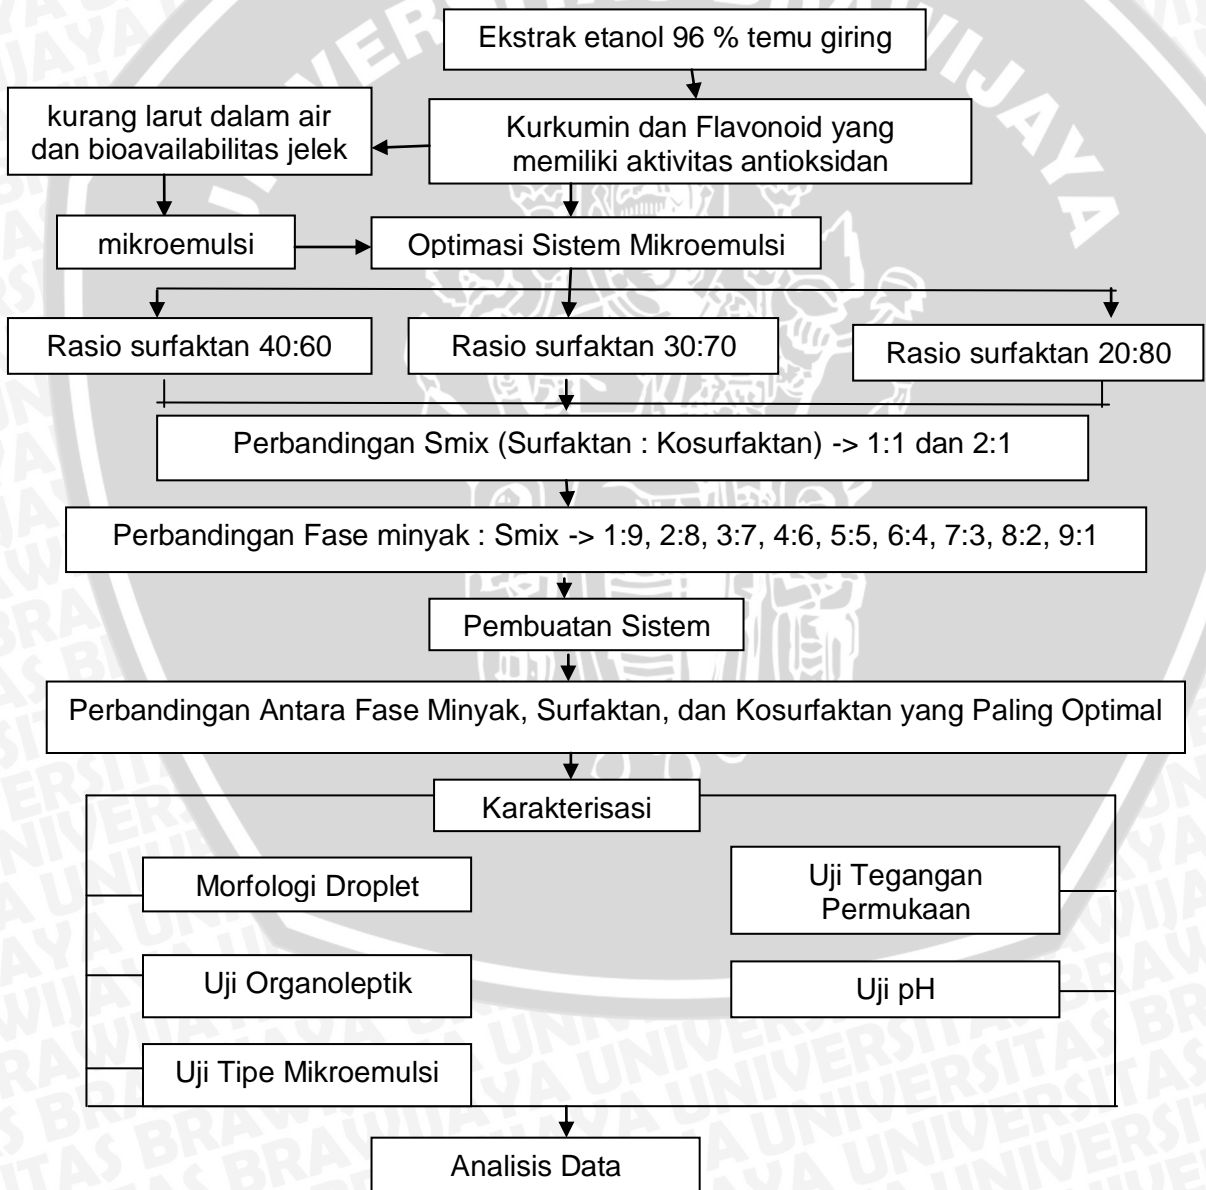 Ekstrak etanol 96 % temu giring
kurang larut dalam air
dan bioavailabilitas jelek
Kurkumin dan Flavonoid yang
memiliki aktivitas antioksidan
mikroemulsi
Optimasi Sistem Mikroemulsi
Rasio surfaktan 40:60
Rasio surfaktan 30:70
Rasio surfaktan 20:80
Perbandingan Smix (Surfaktan : Kosurfaktan) -> 1:1 dan 2:1
Perbandingan Fase minyak : Smix -> 1:9, 2:8, 3:7, 4:6, 5:5, 6:4, 7:3, 8:2, 9:1
Pembuatan Sistem
Perbandingan Antara Fase Minyak, Surfaktan, dan Kosurfaktan yang Paling Optimal
Karakterisasi
Morfologi Droplet
Uji Tegangan
Permukaan
Uji Organoleptik
Uji pH
Uji Tipe Mikroemulsi
Analisis Data